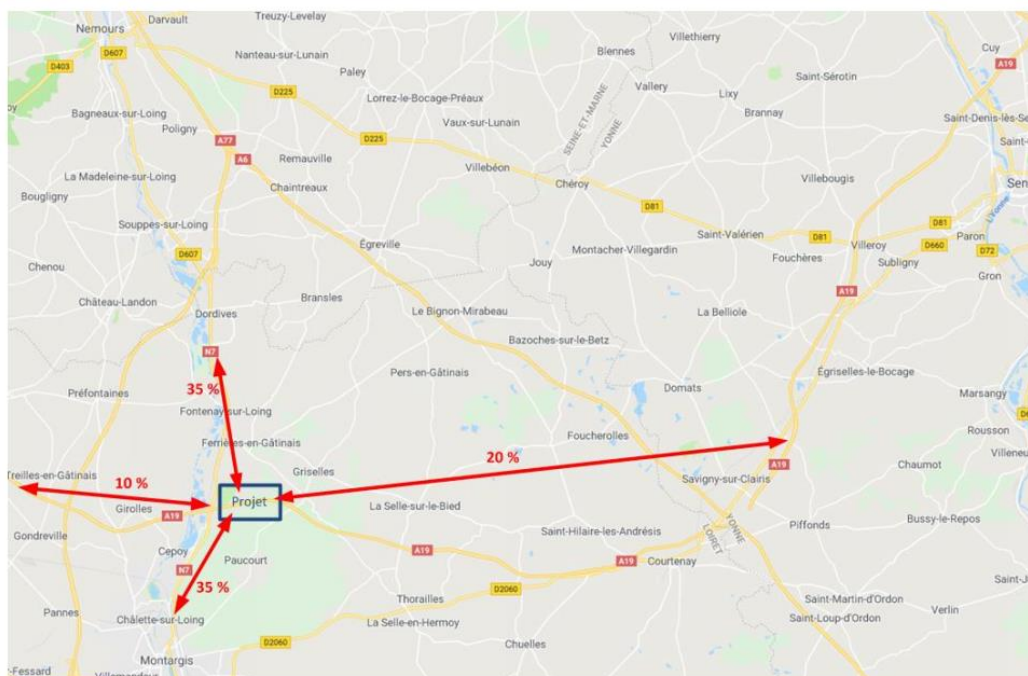 Darvault
Treuzy-Levelay
Villethierry
Nemours
D607
Nanteau-sur-Lunain
Blennes
Cuy
A19
D403
Paley
Saint-Sérotin
D225
Vallery
Lixy
Lorrez-le-Bocage-Préaux
Brannay
Bagneaux-sur-Loing
Vaux-sur-Lunain
SEINE-ET-MARNE
YONNE
Poligny
A77
D225
A6
Remauville
Villebéon
La Madeleine-sur-Loing
Chéroy
Villebougis
Chaintreaux
Bougligny
L'Yonne
D81
D81
Souppes-sur-Loing
Saint-Valérien
D81
Paron
Égreville
Villeroy
D660
D607
Montacher-Villegardin
D72
Fouchères
Subligny
Chenou
Jouy
Gron
A19
Château-Landon
Bransles
Dordives
Le Bignon-Mirabeau
La Belliole
Bazoches-sur-le-Betz
N7
Pers-en-Gâtinais
Égriselles-le-Bocage
35 %
Domats
Préfontaines
Marsangy
Fontenay-sur-Loing
Foucherolles
Rousson
Ferrières-en-Gâtinais
20 %
Griselles
A19
Chaumot
Treilles-en-Gâtinais
Savigny-sur-Clairis
10 %
Projet
Girolles
La Selle-sur-le-Bied
A19
Bussy-le-Repos
Piffonds
Gondreville
Saint-Hilaire-les-Andrésis
YONNE
LOIRET
Cepoy
A19
Paucourt
A19
Courtenay
N7
35 %
D2060
Thorailles
Saint-Martin-d'Ordon
Pannes
Verlin
Châlette-sur-Loing
La Selle-en-Hermoy
Saint-Loup-d'Ordon
D2060
Chuelles
Montargis